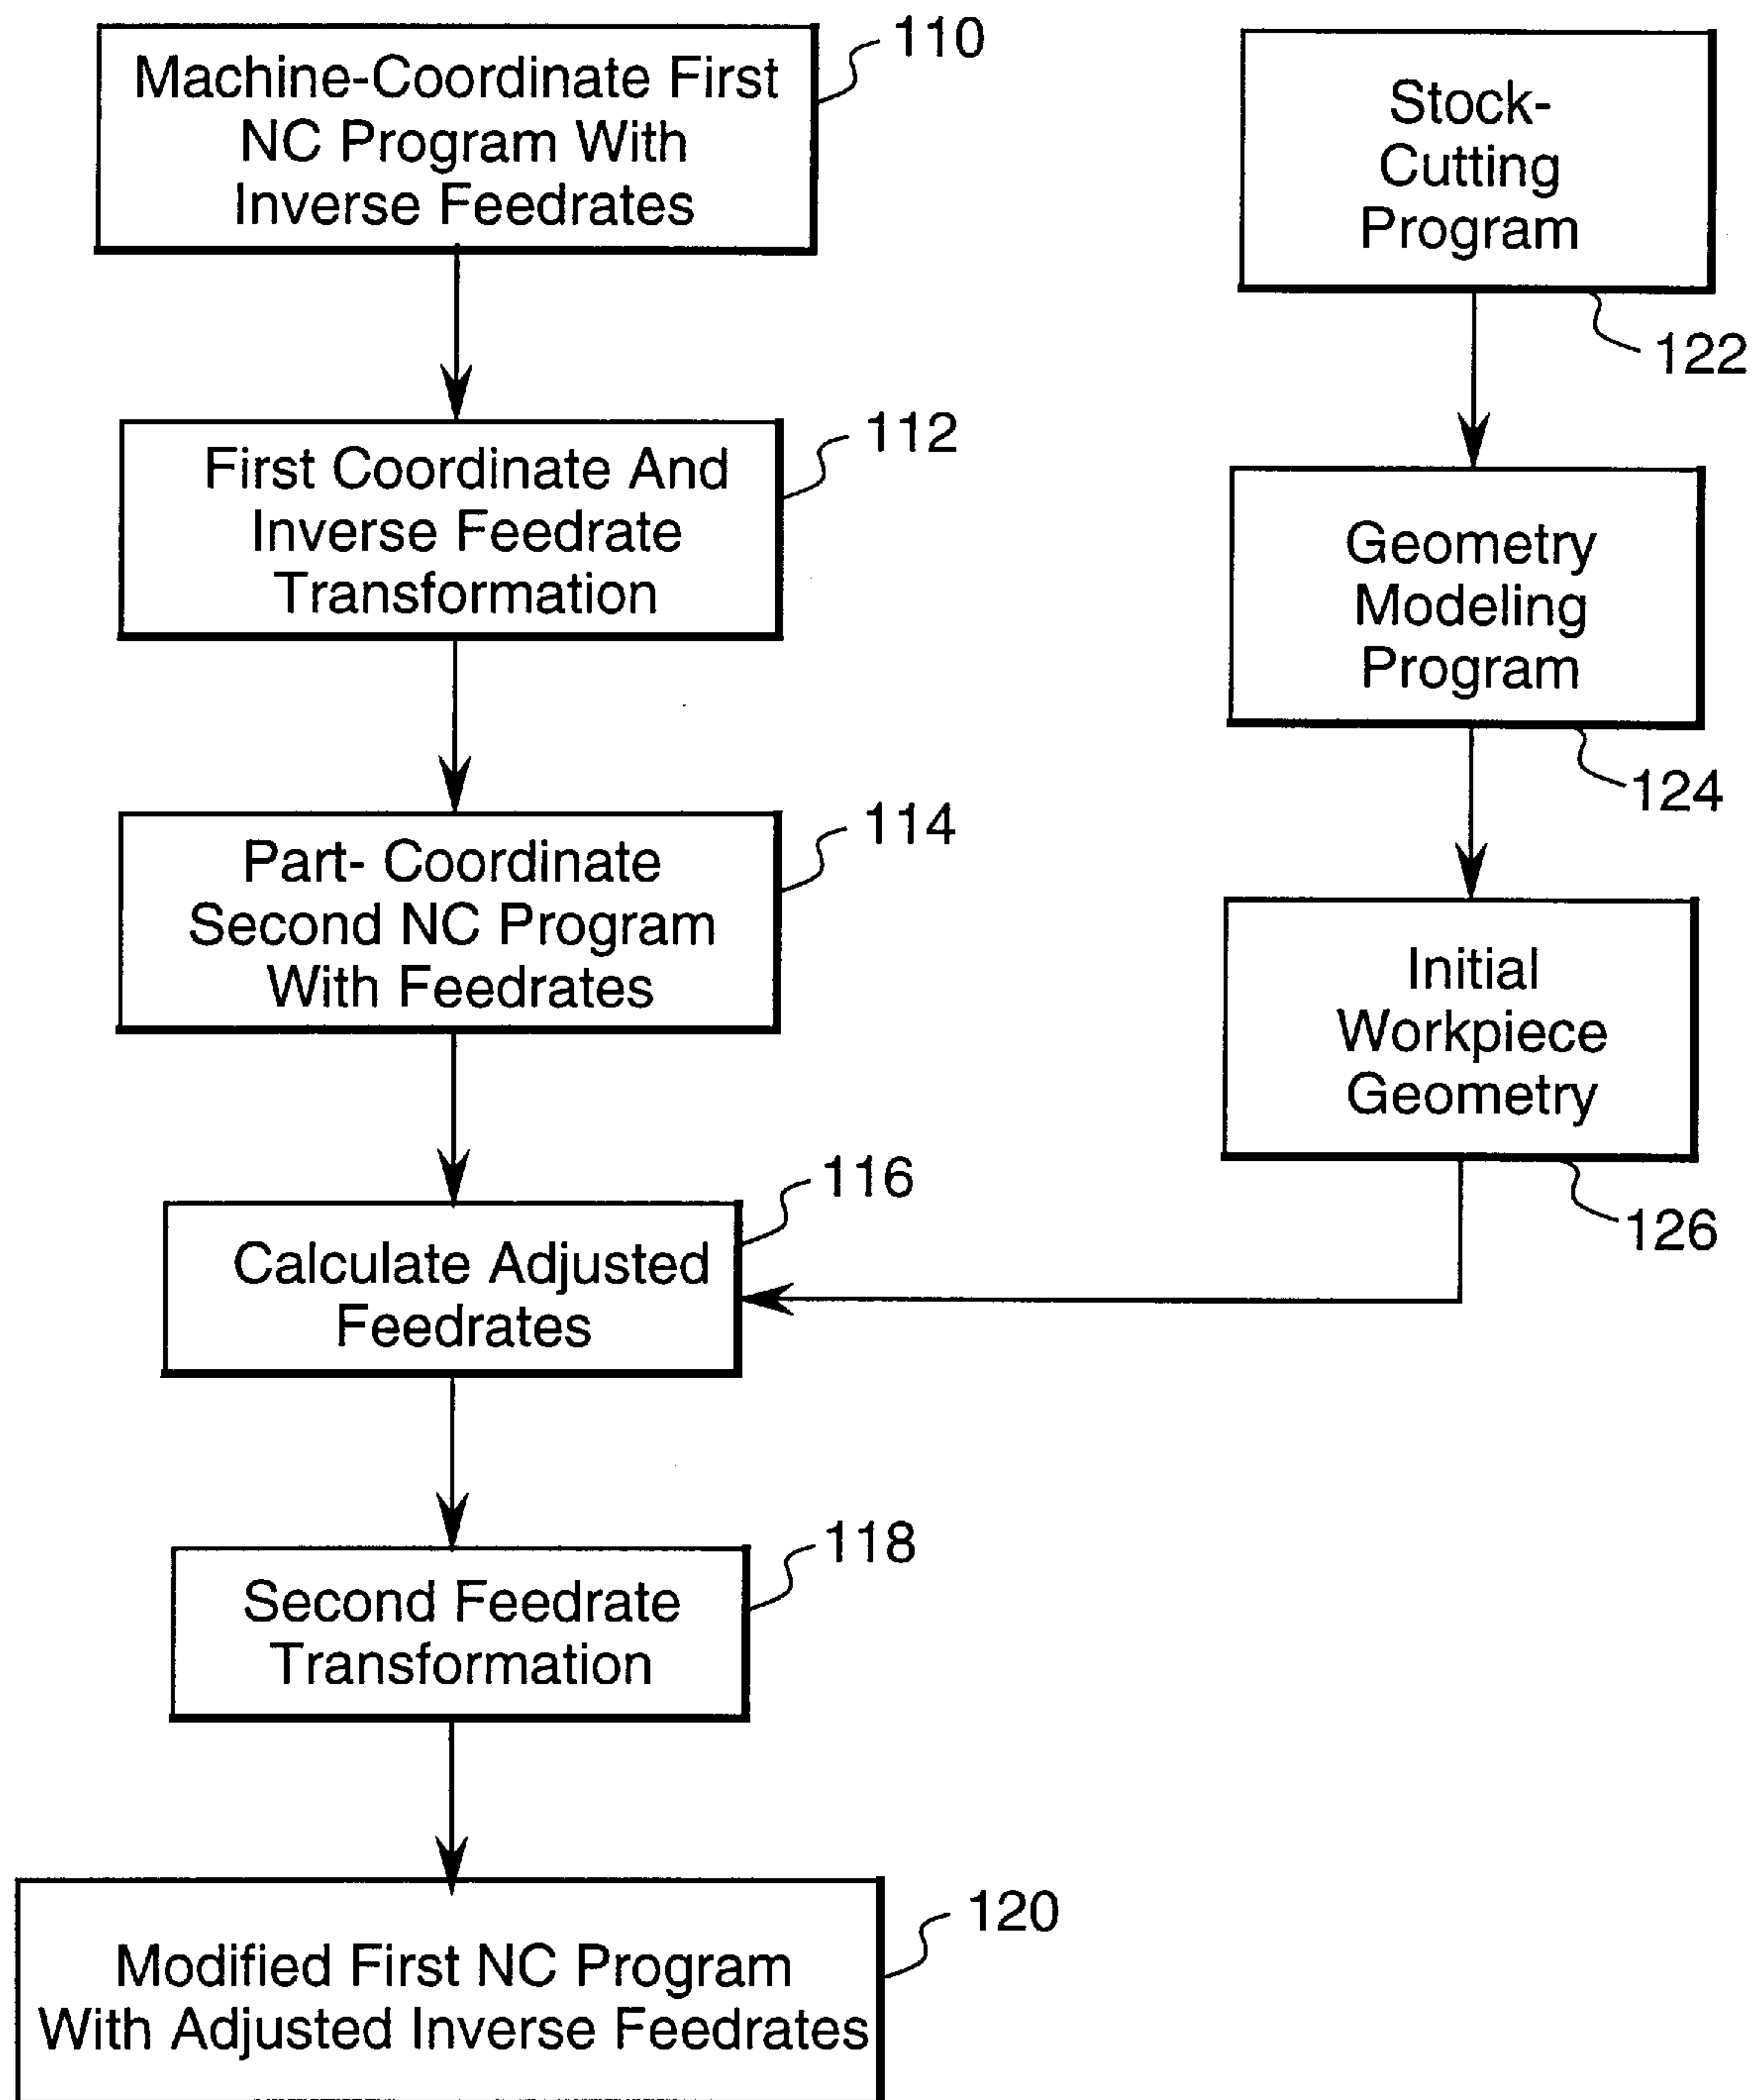 Machine-Coordinate First
NC Program With
Inverse Feedrates
110
First Coordinate And
Inverse Feedrate
Transformation
112
Part- Coordinate
Second NC Program
With Feedrates
114
Calculate Adjusted
Feedrates
116
Second Feedrate
Transformation
118
Modified First NC Program
With Adjusted Inverse Feedrates
120
Stock-
Cutting
Program
122
Geometry
Modeling
Program
124
Initial
Workpiece
Geometry
126